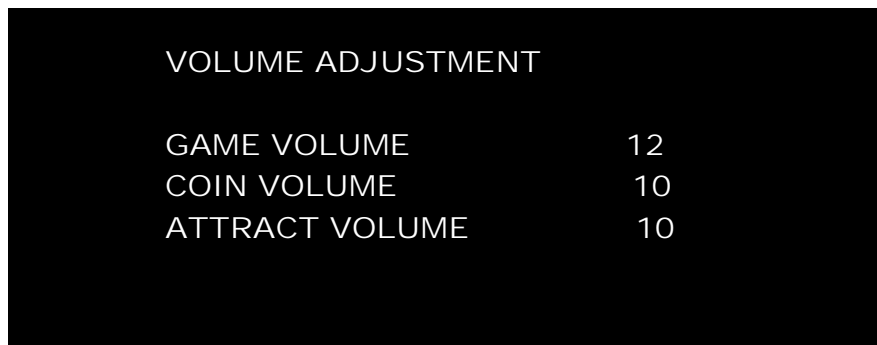 VOLUME ADJUSTMENT
GAME VOLUME 12
COIN VOLUME 10
ATTRACT VOLUME 10